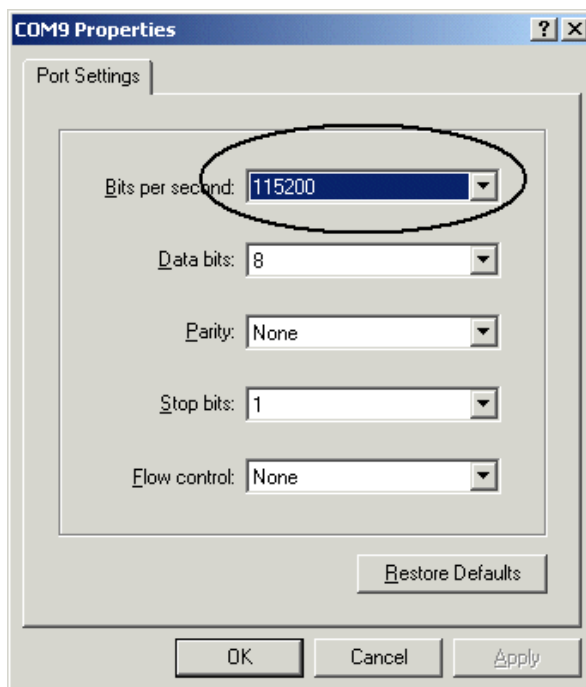 COM9 Properties
Port Settings
Bits per second: 115200
Data bits: 8
Parity: None
Stop bits: 1
Flow control: None
Restore Defaults
OK Cancel Apply